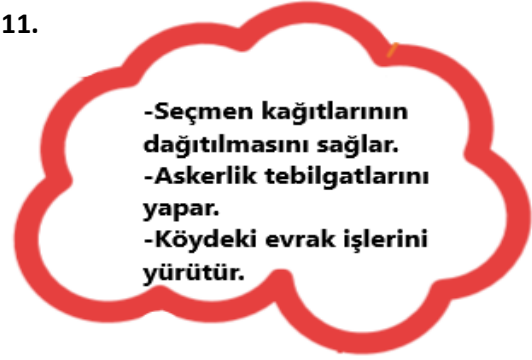 11.
-Seçmen kağıtlarının
dağıtılmasını sağlar.
-Askerlik tebilgatlarını
yapar.
-Köydeki evrak işlerini
yürütür.